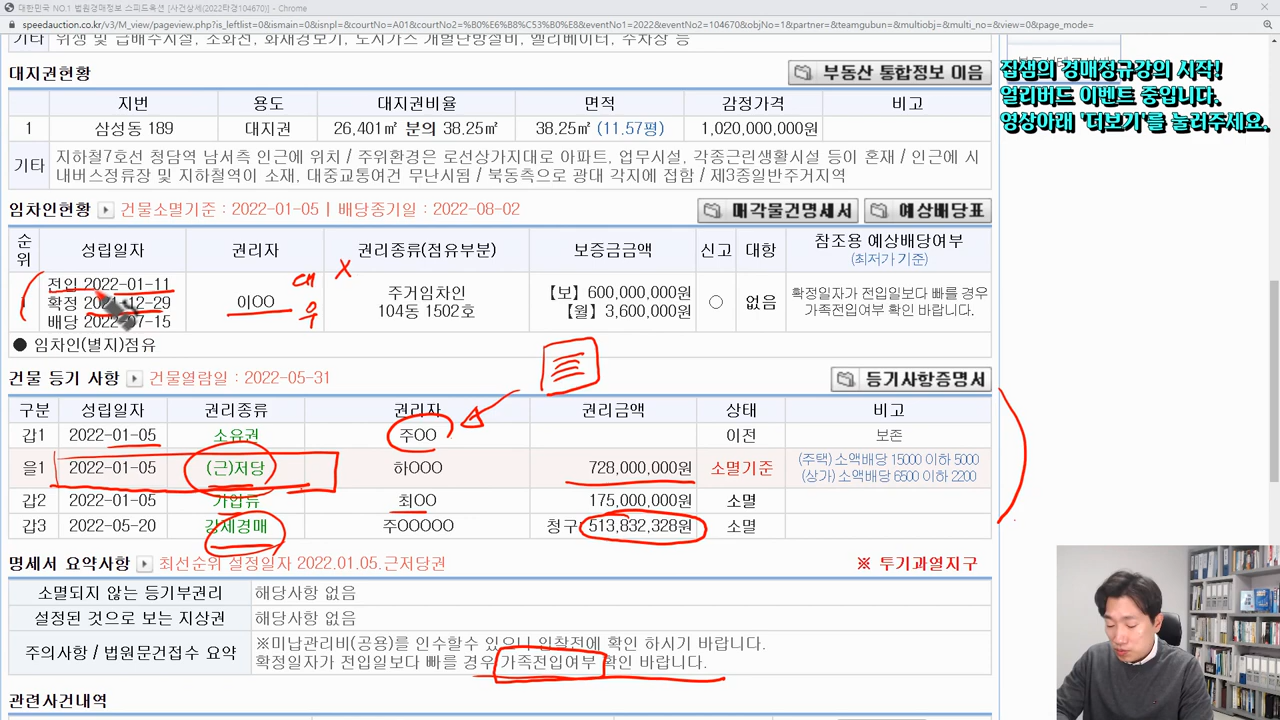 대한민국 NO.1 법원경매정보 스피드옥션 [사건상세(2022타경104670)] - Chrome
speedauction.co.kr/v3/M_view/pageview.php?is_leftlist=0&ismain=0&isnpl=&courtNo=A01&courtNo2=%B0%E6%B8%C53%B0%E8&eventNo1=2022&eventNo2=104670&objNo=1&partner=&teamgubun=&multiobj=&multi_no=&view=0&page_mode=
기타 위생 및 급배수시설, 소화전, 화재경보기, 도시가스 개별난방설비, 엘리베이터, 주차장 등
대지권현황 부동산 통합정보 이음
지번 용도 대지권비율 면적 감정가격 비고
1 삼성동 189 대지권 26,401㎡ 분의 38.25㎡ 38.25㎡ (11.57평) 1,020,000,000원
기타 지하철7호선 청담역 남서측 인근에 위치 / 주위환경은 로선상가지대로 아파트, 업무시설, 각종근린생활시설 등이 혼재 / 인근에 시
내버스정류장 및 지하철역이 소재, 대중교통여건 무난시됨 / 북동측으로 광대 각지에 접함 / 제3종일반주거지역
집샘의 경매정규강의 시작!
얼리버드 이벤트 중입니다.
영상아래 '더보기'를 눌러주세요.
임차인현황 건물소멸기준 : 2022-01-05 | 배당종기일 : 2022-08-02 매각물건명세서 예상배당표
순위 성립일자 권리자 권리종류(점유부분) 보증금금액 신고 대항 참조용 예상배당여부
(최저가 기준)
전입 2022-01-11
확정 12-29
배당 07-15
이OO
대 X
우
주거임차인
104동 1502호
【보】600,000,000원
【월】3,600,000원
○ 없음
확정일자가 전입일보다 빠를 경우
가족전입여부 확인 바랍니다.
● 임차인(별지)점유
건물 등기 사항 건물열람일 : 2022-05-31 등기사항증명서
구분 성립일자 권리종류 권리자 권리금액 상태 비고
갑1 2022-01-05 소유권 주OO 이전 보존
을1 2022-01-05 (근)저당 하OOO 728,000,000원 소멸기준 (주택) 소액배당 15000 이하 5000
(상가) 소액배당 6500 이하 2200
갑2 2022-01-05 가압류 최OO 175,000,000원 소멸
갑3 2022-05-20 강제경매 주OOOOO 청구: 513,832,328원 소멸
명세서 요약사항 최선순위 설정일자 2022.01.05.근저당권 ※ 투기과열지구
소멸되지 않는 등기부권리 해당사항 없음
설정된 것으로 보는 지상권 해당사항 없음
주의사항 / 법원문건접수 요약 ※미납관리비(공용)를 인수할수 있으니 입찰전에 확인 하시기 바랍니다.
확정일자가 전입일보다 빠를 경우 가족전입여부 확인 바랍니다.
관련사건내역